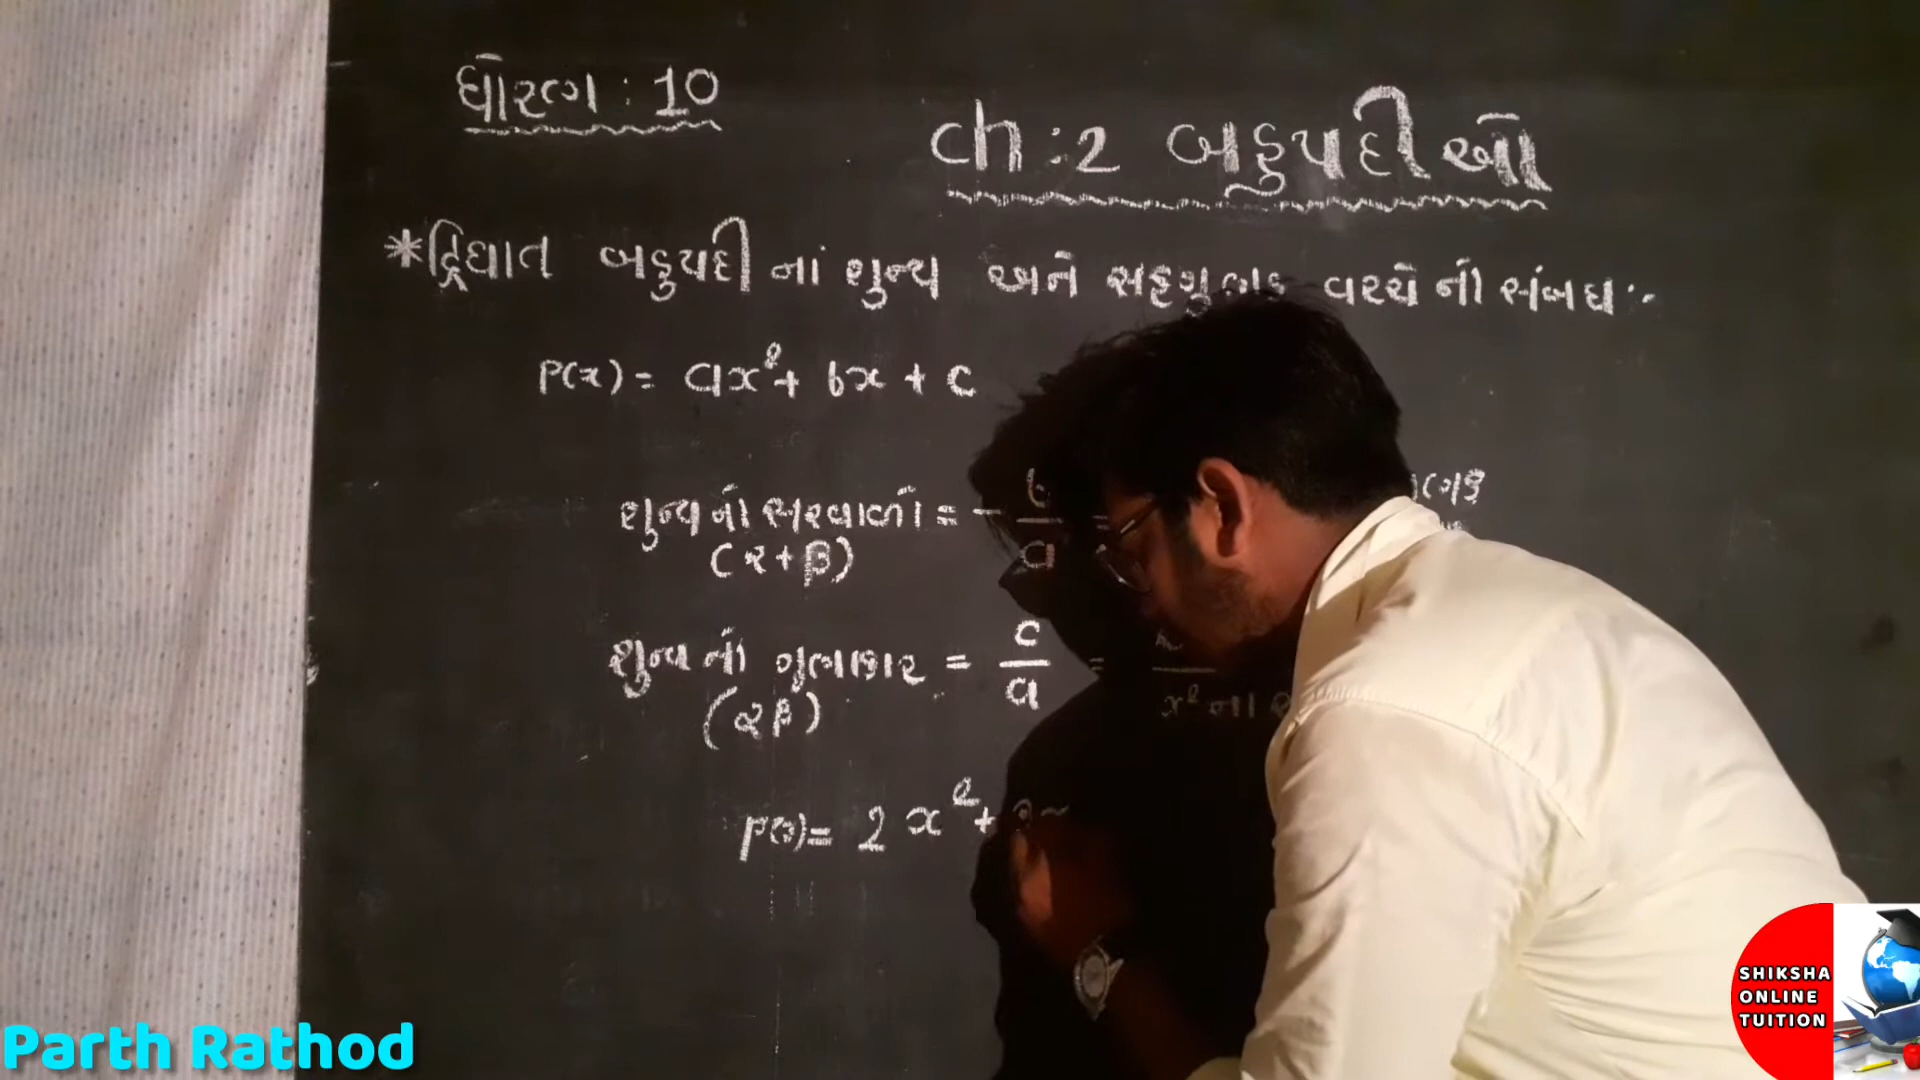 ધોરણ : 10
ch : 2 બહુપદીઓ
*દ્વિઘાત બહુપદી નાં શુન્ય અને સહગુણક વચ્ચે નો સંબધ :-
P(x) = ax² + bx + c
શુન્ય નો સરવાળો = - b/a =
(α+β)
શુન્ય નો ગુણાકાર = c/a =
(αβ)
x² ના
P(x) = 2x² +
Parth Rathod
SHIKSHA
ONLINE
TUITION